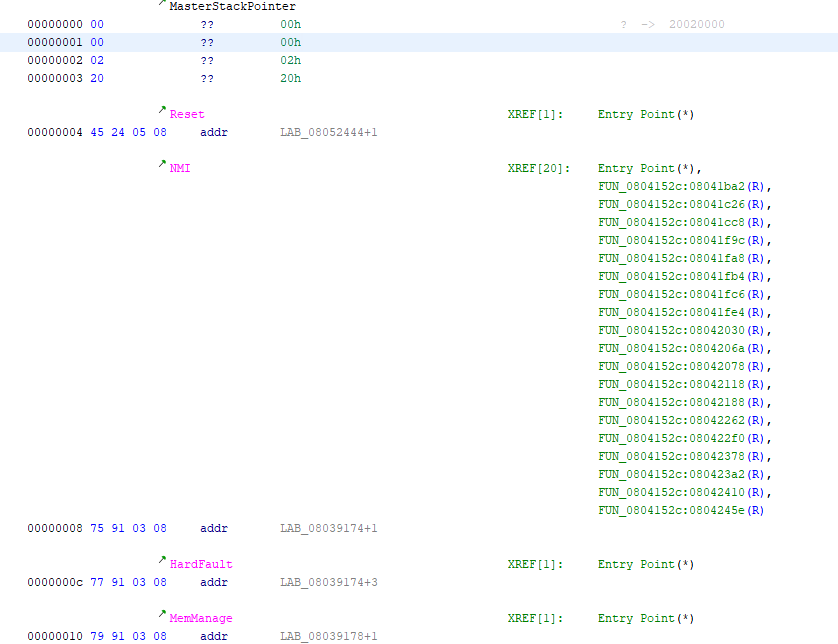 MasterStackPointer
00000000 00 ?? 00h ? -> 20020000
00000001 00 ?? 00h
00000002 02 ?? 02h
00000003 20 ?? 20h
Reset XREF[1]: Entry Point(*)
00000004 45 24 05 08 addr LAB_08052444+1
NMI XREF[20]: Entry Point(*),
FUN_0804152c:08041ba2(R),
FUN_0804152c:08041c26(R),
FUN_0804152c:08041cc8(R),
FUN_0804152c:08041f9c(R),
FUN_0804152c:08041fa8(R),
FUN_0804152c:08041fb4(R),
FUN_0804152c:08041fc6(R),
FUN_0804152c:08041fe4(R),
FUN_0804152c:08042030(R),
FUN_0804152c:0804206a(R),
FUN_0804152c:08042078(R),
FUN_0804152c:08042118(R),
FUN_0804152c:08042188(R),
FUN_0804152c:08042262(R),
FUN_0804152c:080422f0(R),
FUN_0804152c:08042378(R),
FUN_0804152c:080423a2(R),
FUN_0804152c:08042410(R),
FUN_0804152c:0804245e(R)
00000008 75 91 03 08 addr LAB_08039174+1
HardFault XREF[1]: Entry Point(*)
0000000c 77 91 03 08 addr LAB_08039174+3
MemManage XREF[1]: Entry Point(*)
00000010 79 91 03 08 addr LAB_08039178+1